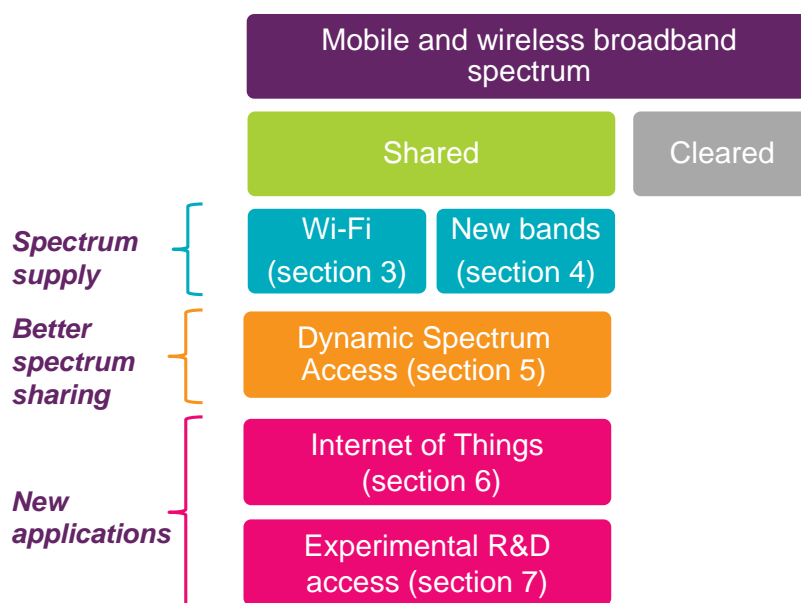 Mobile and wireless broadband
spectrum
Shared
Cleared
Spectrum
supply
Wi-Fi
(section 3)
New bands
(section 4)
Better
spectrum
sharing
Dynamic Spectrum
Access (section 5)
New
applications
Internet of Things
(section 6)
Experimental R&D
access (section 7)